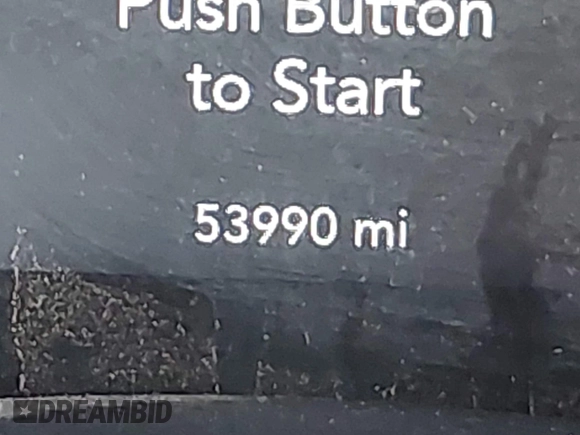 Push Button
to Start
53990 mi
DREAMBID